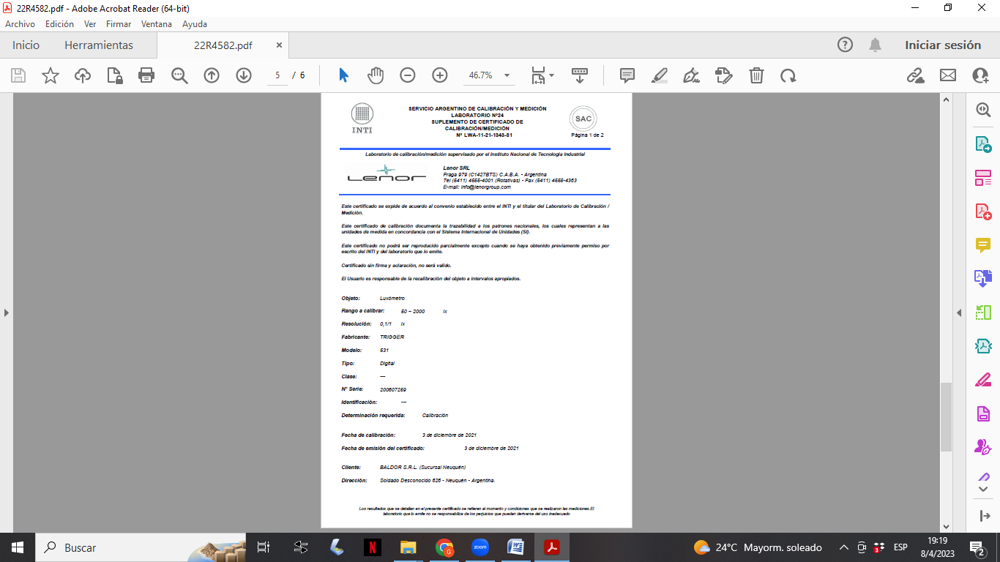 22R4582.pdf - Adobe Acrobat Reader (64-bit)
Archivo Edición Ver Firmar Ventana Ayuda
Inicio Herramientas 22R4582.pdf × Iniciar sesión
5 / 6 46.7%
INTI
SERVICIO ARGENTINO DE CALIBRACIÓN Y MEDICIÓN
LABORATORIO Nº24
SUPLEMENTO DE CERTIFICADO DE
CALIBRACIÓN/MEDICIÓN
Nº LWA-11-21-1343-S1
SAC
Página 1 de 2
Laboratorio de calibración/medición supervisado por el Instituto Nacional de Tecnología Industrial
Lenor
Lenor SRL
Fraga 979 (C1427BTS) C.A.B.A. - Argentina
Tel (5411) 4555-4001 (Rotativas) - Fax (5411) 4555-4363
E-mail: info@lenorgroup.com
Este certificado se expide de acuerdo al convenio establecido entre el INTI y el titular del Laboratorio de Calibración /
Medición.
Este certificado de calibración documenta la trazabilidad a los patrones nacionales, los cuales representan a las
unidades de medida en concordancia con el Sistema Internacional de Unidades (SI).
Este certificado no podrá ser reproducido parcialmente excepto cuando se haya obtenido previamente permiso por
escrito del INTI y del laboratorio que lo emite.
Certificado sin firma y aclaración, no será valido.
El Usuario es responsable de la recalibración del objeto a intervalos apropiados.
Objeto: Luxómetro
Rango a calibrar: 50 – 2000 lx
Resolución: 0,1/1 lx
Fabricante: TRIGGER
Modelo: 531
Tipo: Digital
Clase: ---
Nº Serie: 200607259
Identificación: ---
Determinación requerida: Calibración
Fecha de calibración: 3 de diciembre de 2021
Fecha de emisión del certificado: 3 de diciembre de 2021
Cliente: BALDOR S.R.L. (Sucursal Neuquén)
Dirección: Soldado Desconocido 626 - Neuquén - Argentina.
Los resultados que se detallan en el presente certificado se refieren al momento y condiciones que se realizaron las mediciones.El
laboratorio que lo emite no se responsabiliza de los perjuicios que puedan derivarse del uso inadecuado
Buscar
zoom
24°C Mayorm. soleado
ESP
19:19
8/4/2023
2